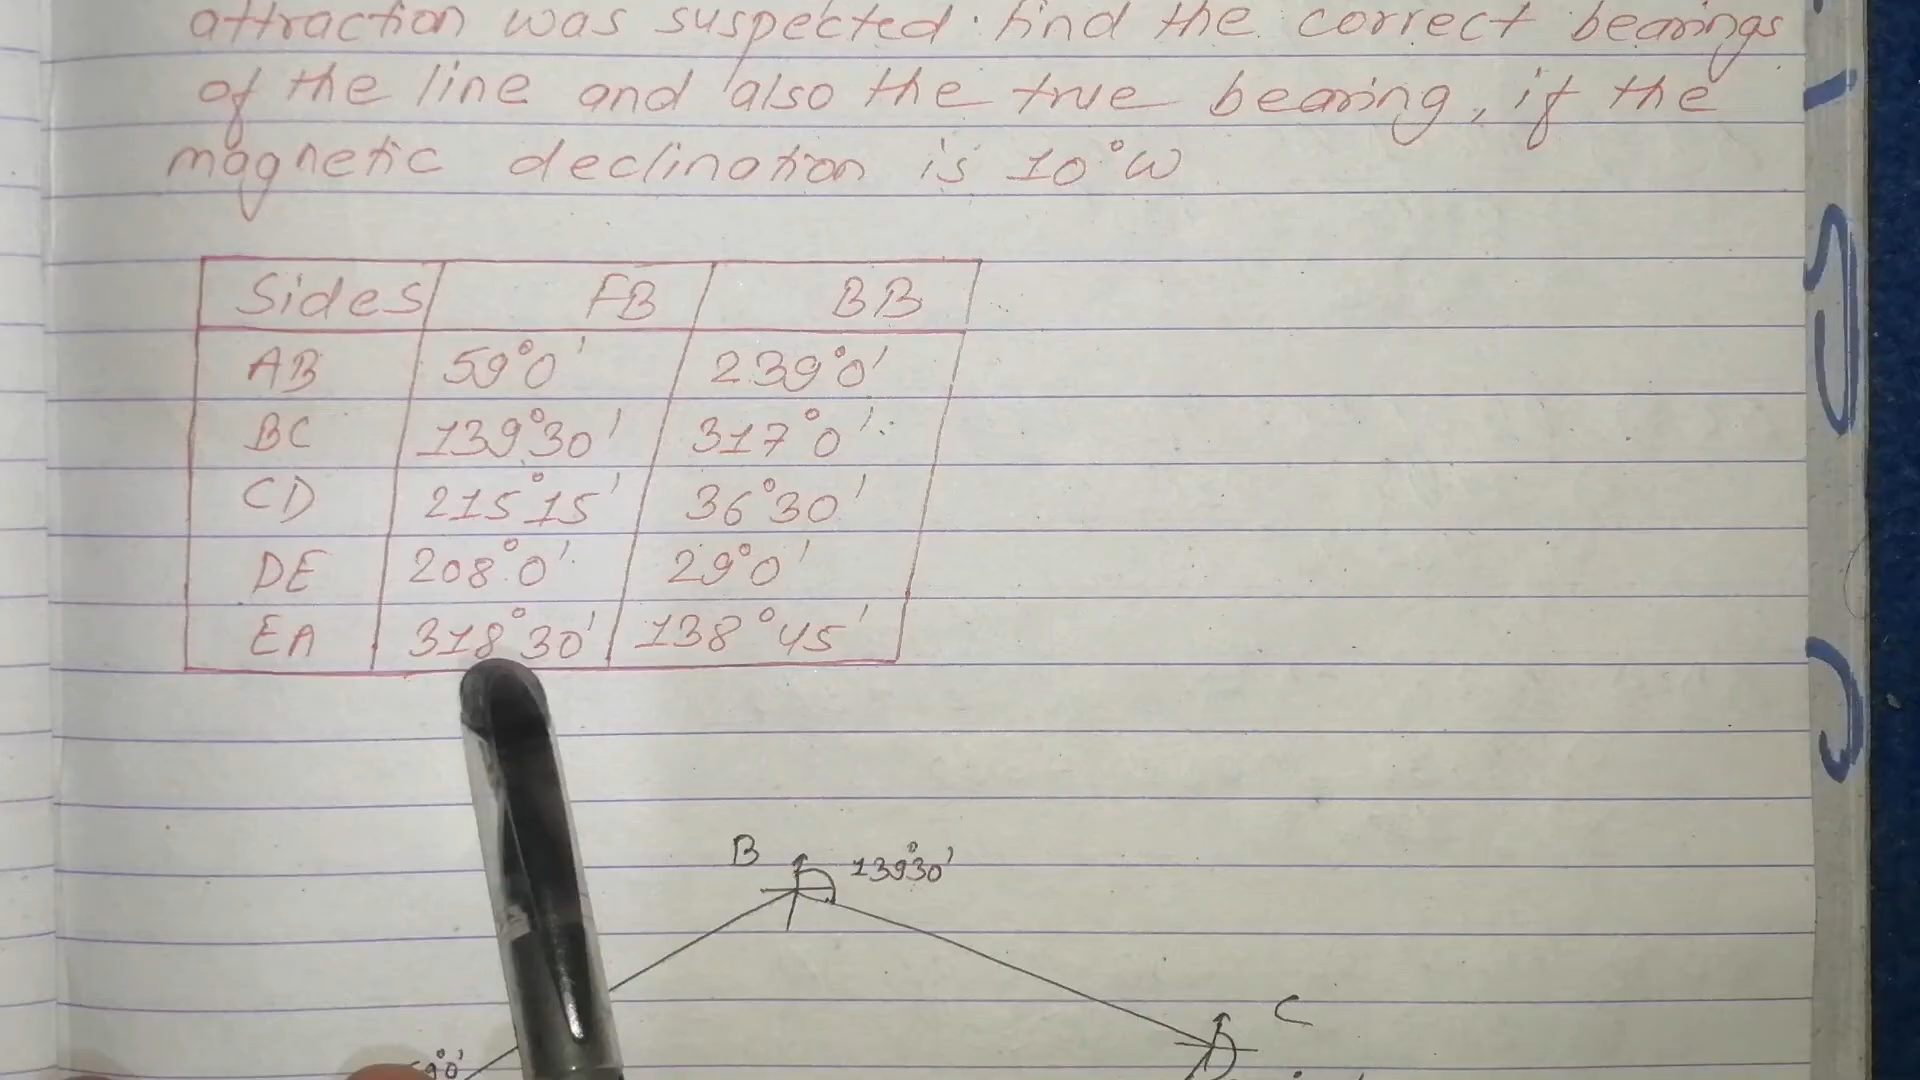 attraction was suspected. find the correct bearings
of the line and also the true bearing, if the
magnetic declination is 10°W
Sides FB BB
AB 59°0' 239°0'
BC 139°30' 317°0'
CD 215°15' 36°30'
DE 208°0' 29°0'
EA 318°30' 138°45'
B 139°30'
C
9°0'